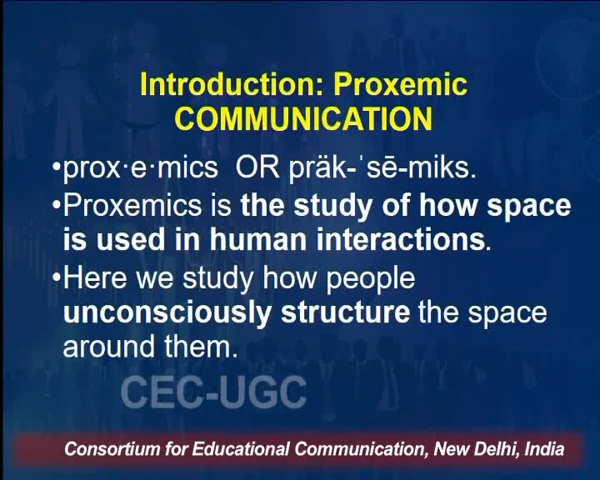 Introduction: Proxemic
COMMUNICATION
•prox·e·mics  OR präk-ˈsē-miks.
•Proxemics is the study of how space
is used in human interactions.
•Here we study how people
unconsciously structure the space
around them.
CEC-UGC
Consortium for Educational Communication, New Delhi, India